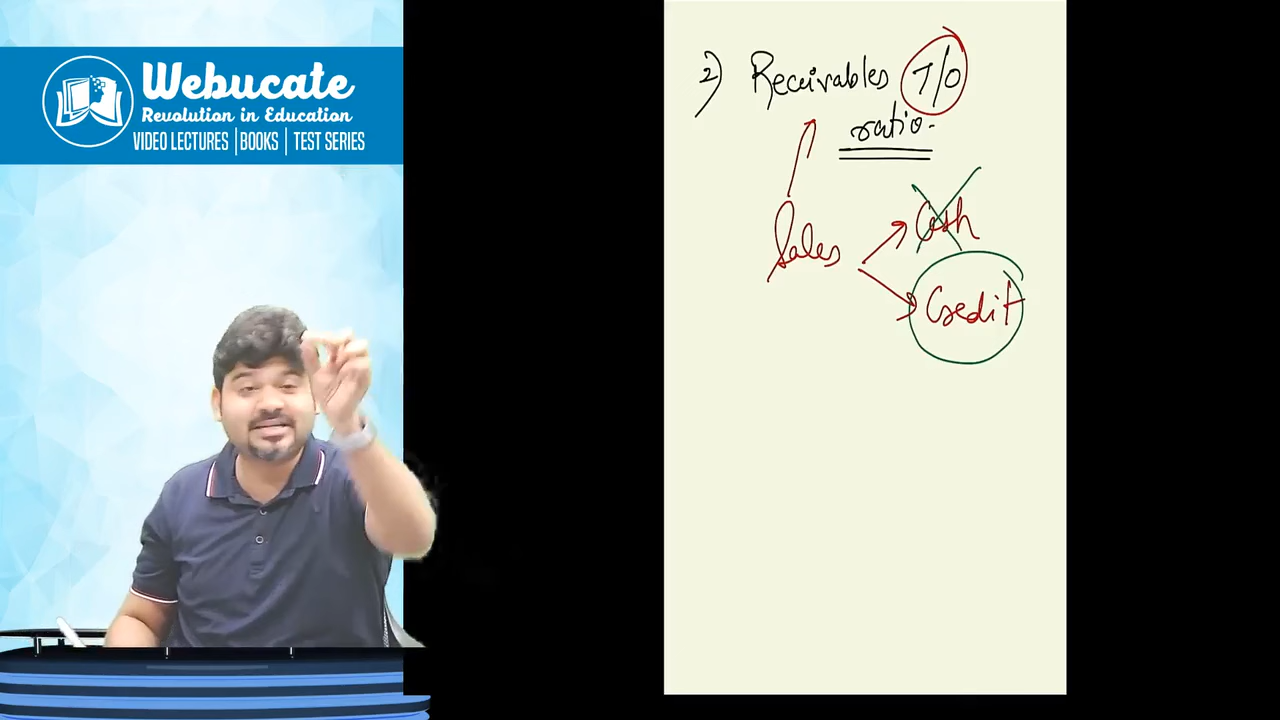 Webucate
Revolution in Education
VIDEO LECTURES | BOOKS | TEST SERIES
2) Receivables T/O
ratio.
Sales
Cash
Credit